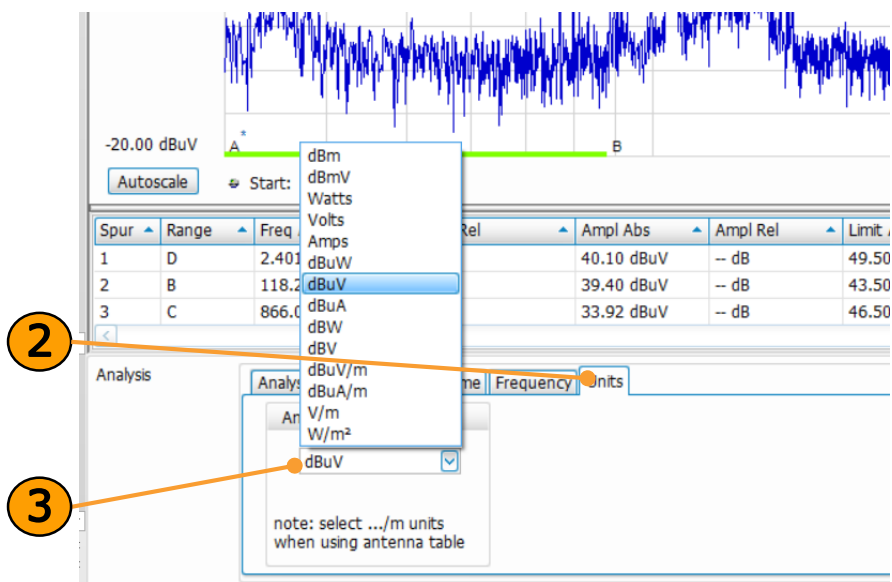 -20.00 dBuV
A
*
B
Autoscale
Start:
dBm
dBmV
Watts
Volts
Amps
dBuW
dBuV
dBuA
dBW
dBV
dBuV/m
dBuA/m
V/m
W/m²
Spur Range Freq Rel Ampl Abs Ampl Rel Limit
1 D 2.401 40.10 dBuV -- dB 49.50
2 B 118.2 39.40 dBuV -- dB 43.50
3 C 866.0 33.92 dBuV -- dB 46.50
2
Analysis
Analys me Frequency Units
dBuV
3
note: select .../m units
when using antenna table